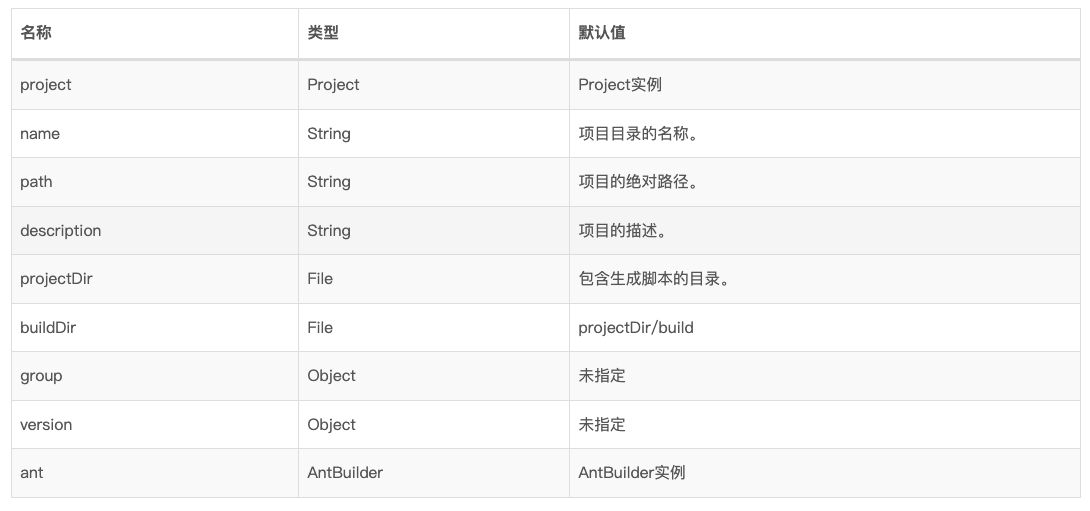 名称 类型 默认值
project Project Project实例
name String 项目目录的名称。
path String 项目的绝对路径。
description String 项目的描述。
projectDir File 包含生成脚本的目录。
buildDir File projectDir/build
group Object 未指定
version Object 未指定
ant AntBuilder AntBuilder实例